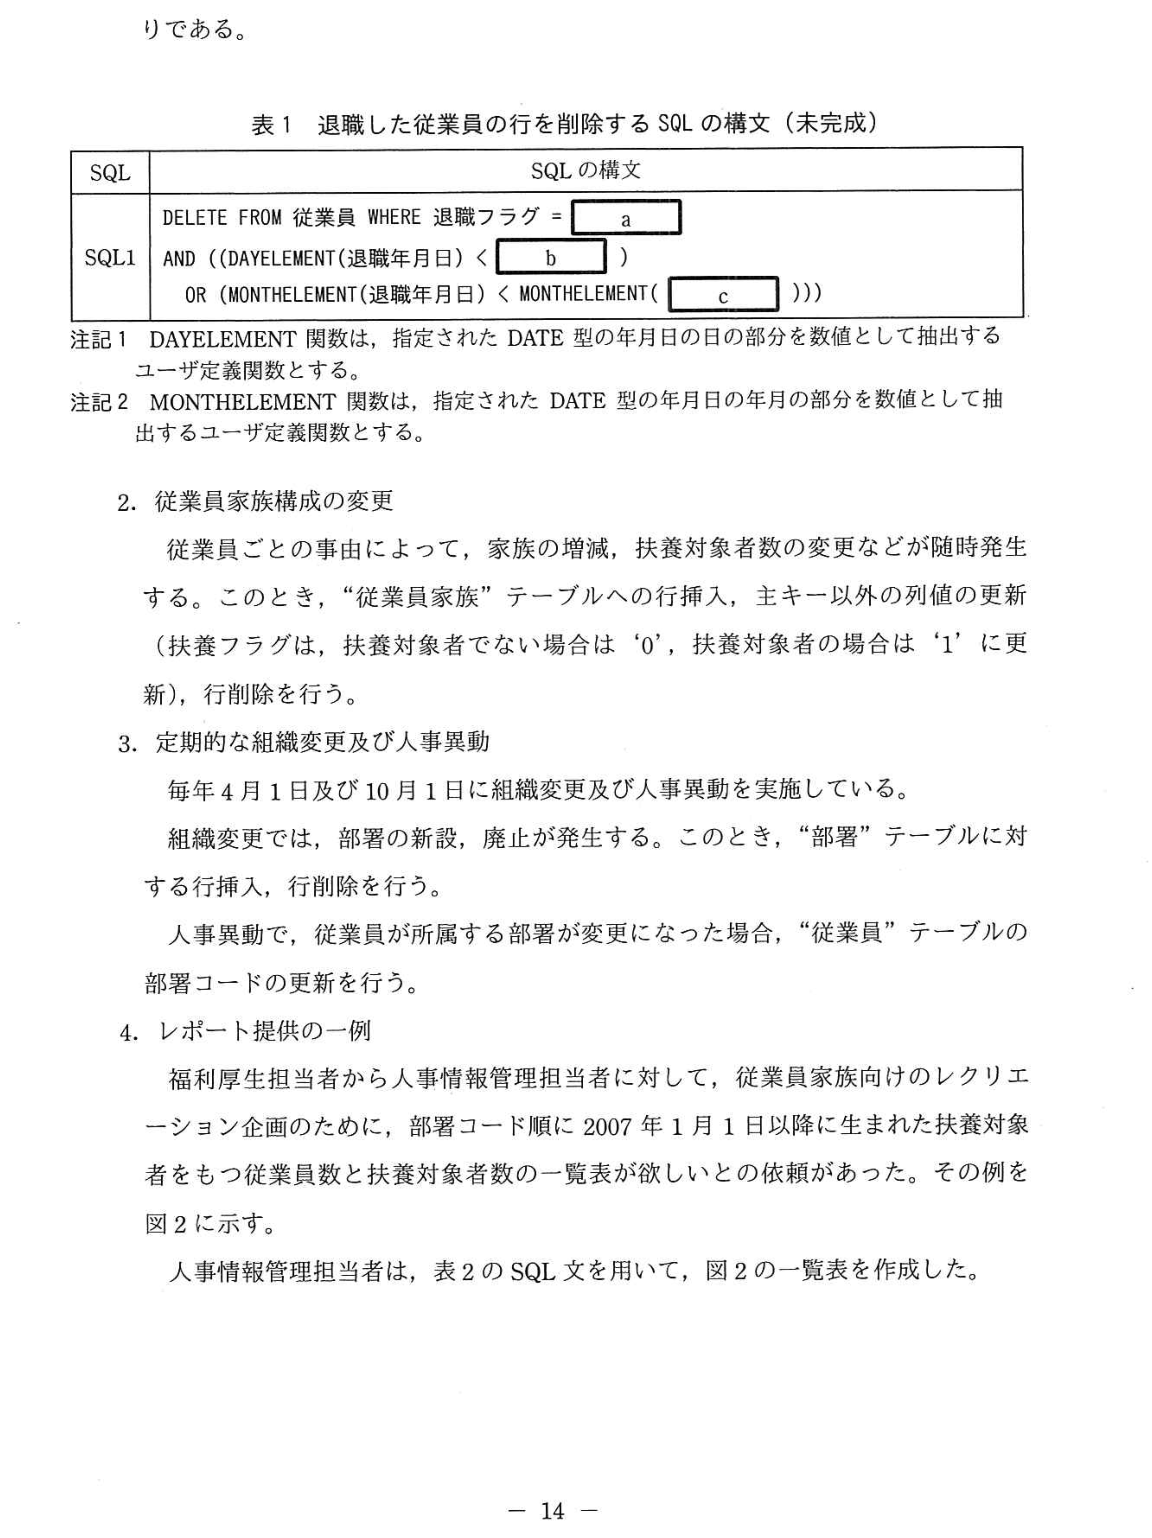 りである。
表1　退職した従業員の行を削除する SQL の構文（未完成）
SQL　SQL の構文
DELETE FROM 従業員 WHERE 退職フラグ = a
SQL1　AND ((DAYELEMENT(退職年月日) < b )
OR (MONTHELEMENT(退職年月日) < MONTHELEMENT( c )))
注記1　DAYELEMENT 関数は，指定された DATE 型の年月日の日の部分を数値として抽出する
ユーザ定義関数とする。
注記2　MONTHELEMENT 関数は，指定された DATE 型の年月日の年月の部分を数値として抽
出するユーザ定義関数とする。
2．従業員家族構成の変更
従業員ごとの事由によって，家族の増減，扶養対象者数の変更などが随時発生
する。このとき，“従業員家族” テーブルへの行挿入，主キー以外の列値の更新
（扶養フラグは，扶養対象者でない場合は ‘0’，扶養対象者の場合は ‘1’ に更
新），行削除を行う。
3．定期的な組織変更及び人事異動
毎年 4 月 1 日及び 10 月 1 日に組織変更及び人事異動を実施している。
組織変更では，部署の新設，廃止が発生する。このとき，“部署” テーブルに対
する行挿入，行削除を行う。
人事異動で，従業員が所属する部署が変更になった場合，“従業員” テーブルの
部署コードの更新を行う。
4．レポート提供の一例
福利厚生担当者から人事情報管理担当者に対して，従業員家族向けのレクリエ
ーション企画のために，部署コード順に 2007 年 1 月 1 日以降に生まれた扶養対象
者をもつ従業員数と扶養対象者数の一覧表が欲しいとの依頼があった。その例を
図 2 に示す。
人事情報管理担当者は，表 2 の SQL 文を用いて，図 2 の一覧表を作成した。
― 14 ―